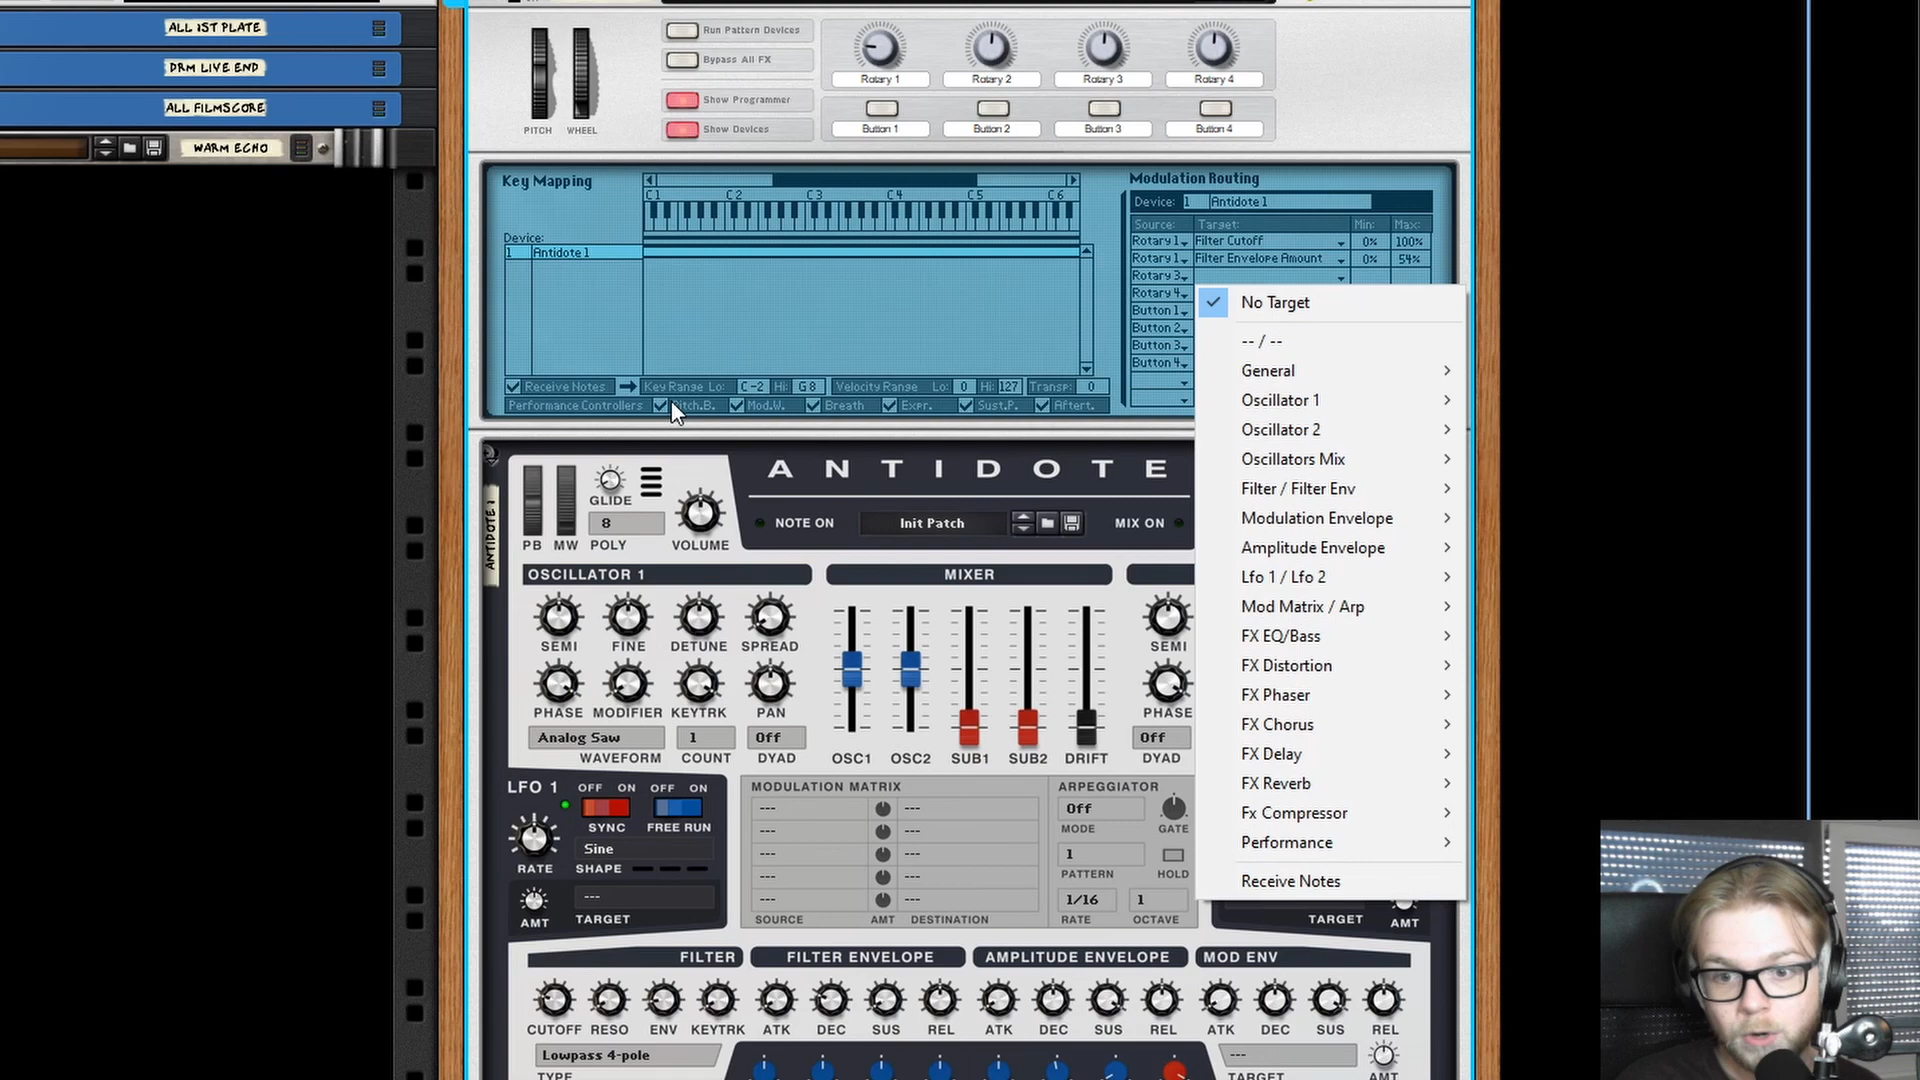 ALL 1ST PLATE
DRM LIVE END
ALL FILMSCORE
WARM ECHO
PITCH
WHEEL
Run Pattern Devices
Bypass All FX
Show Programmer
Show Devices
Rotary 1
Rotary 2
Rotary 3
Rotary 4
Button 1
Button 2
Button 3
Button 4
Key Mapping
C1 C2 C3 C4 C5 C6
Device:
1 Antidote 1
Receive Notes Key Range Lo: C -2 Hi: G 8 Velocity Range Lo: 0 Hi: 127 Transp: 0
Performance Controllers Pitch.B. Mod.W. Breath Expr. Sust.P. Aftert.
Modulation Routing
Device: 1 Antidote 1
Source: Target: Min: Max:
Rotary 1 Filter Cutoff 0% 100%
Rotary 1 Filter Envelope Amount 0% 54%
Rotary 3
Rotary 4
Button 1
Button 2
Button 3
Button 4
No Target
-- / --
General
Oscillator 1
Oscillator 2
Oscillators Mix
Filter / Filter Env
Modulation Envelope
Amplitude Envelope
Lfo 1 / Lfo 2
Mod Matrix / Arp
FX EQ/Bass
FX Distortion
FX Phaser
FX Chorus
FX Delay
FX Reverb
Fx Compressor
Performance
Receive Notes
ANTIDOTE 1
ANTIDOTE
GLIDE
8
PB MW POLY VOLUME
NOTE ON Init Patch MIX ON
OSCILLATOR 1 MIXER
SEMI FINE DETUNE SPREAD
PHASE MODIFIER KEYTRK PAN
Analog Saw 1 Off
WAVEFORM COUNT DYAD
OSC1 OSC2 SUB1 SUB2 DRIFT
SEMI
PHASE
Off
DYAD
LFO 1 OFF ON OFF ON
SYNC FREE RUN
Sine
RATE SHAPE
---
AMT TARGET
MODULATION MATRIX
--- ---
--- ---
--- ---
--- ---
--- ---
SOURCE AMT DESTINATION
ARPEGGIATOR
Off
MODE GATE
1
PATTERN HOLD
1/16 1
RATE OCTAVE
TARGET AMT
FILTER FILTER ENVELOPE AMPLITUDE ENVELOPE MOD ENV
CUTOFF RESO ENV KEYTRK ATK DEC SUS REL ATK DEC SUS REL ATK DEC SUS REL
Lowpass 4-pole ---
TYPE TARGET AMT